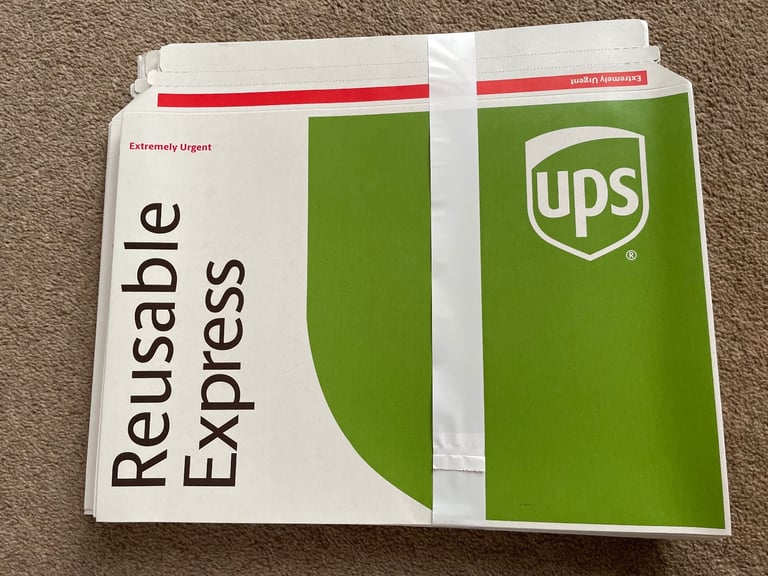 Extremely Urgent
Extremely Urgent
Reusable
Express
ups
®